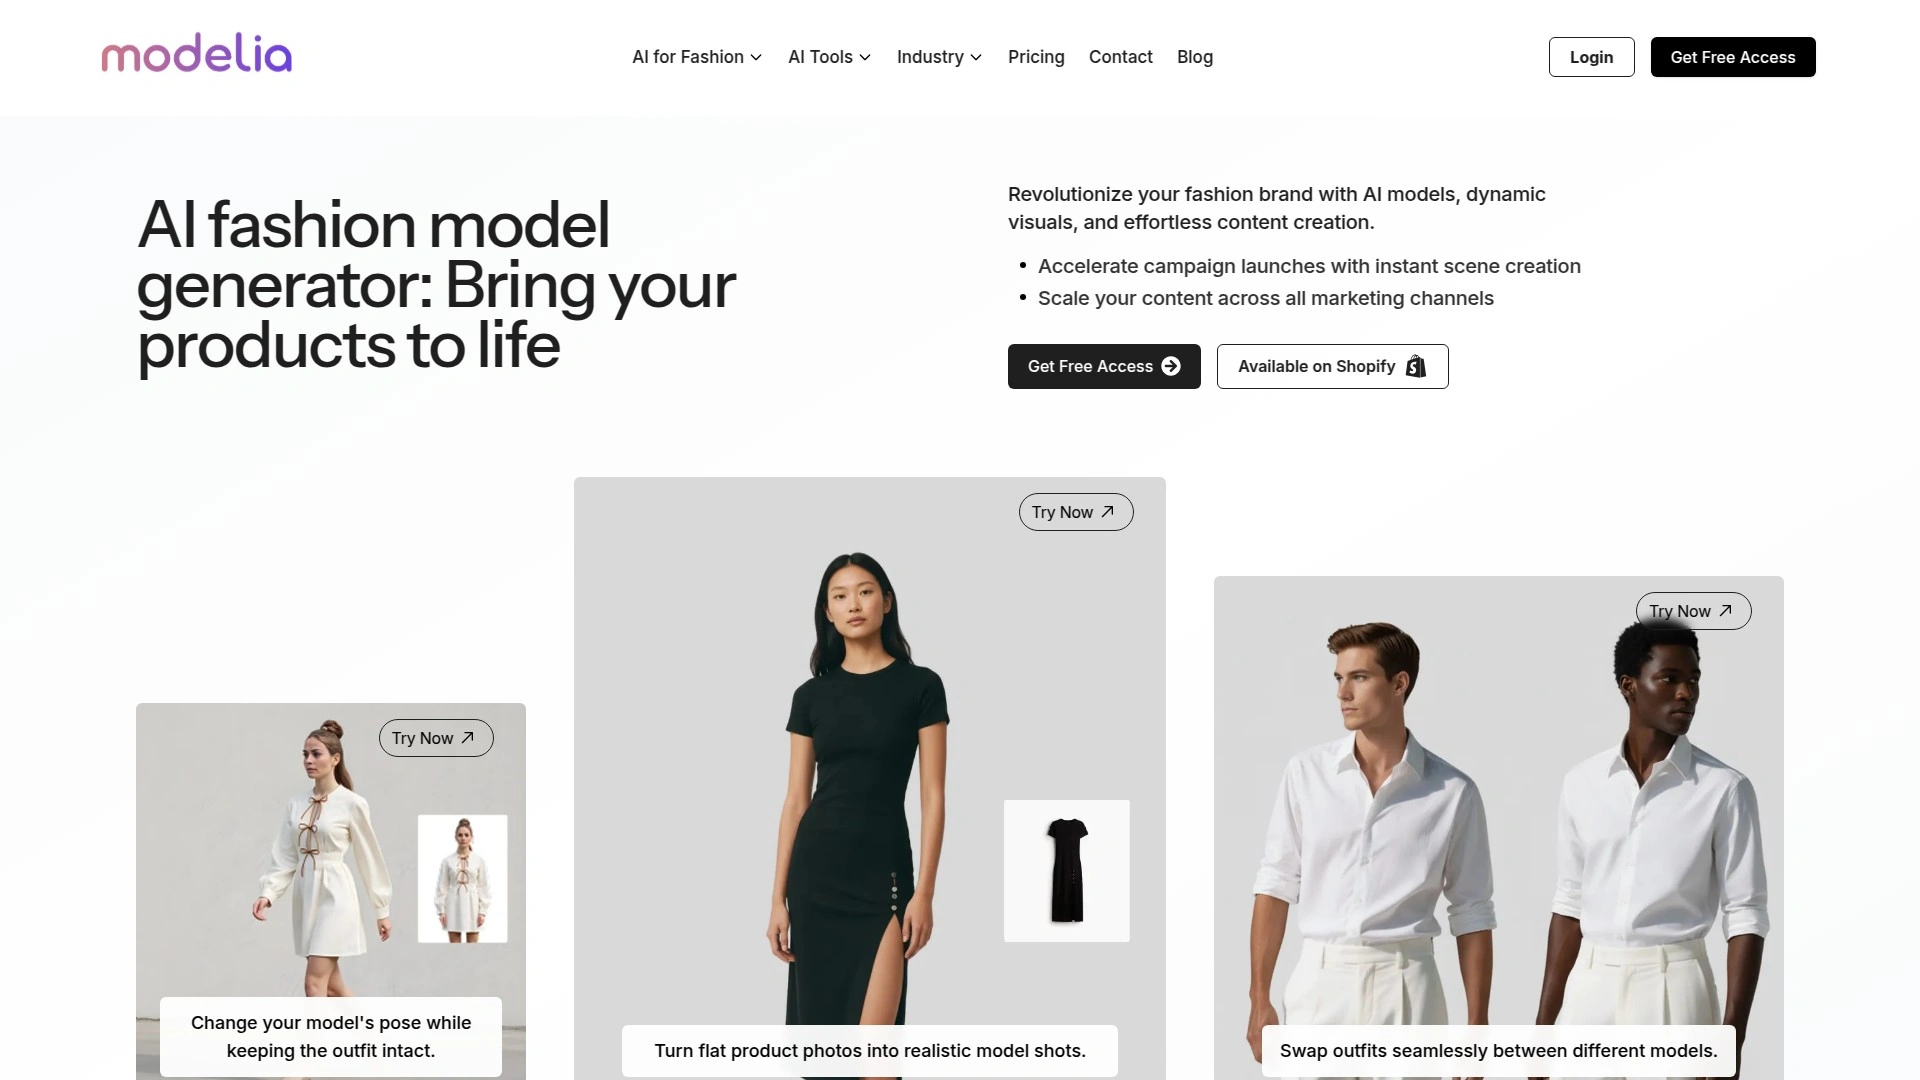 modelia
AI for Fashion
AI Tools
Industry
Pricing
Contact
Blog
Login
Get Free Access
AI fashion model
generator: Bring your
products to life
Revolutionize your fashion brand with AI models, dynamic
visuals, and effortless content creation.
• Accelerate campaign launches with instant scene creation
• Scale your content across all marketing channels
Get Free Access
Available on Shopify
Try Now
Change your model's pose while
keeping the outfit intact.
Try Now
Turn flat product photos into realistic model shots.
Try Now
Swap outfits seamlessly between different models.